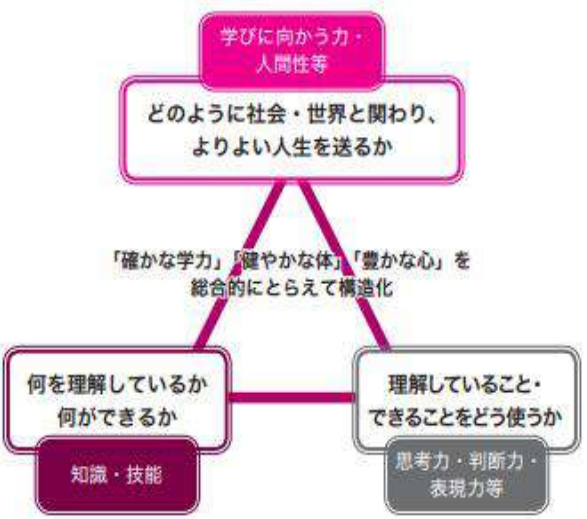 学びに向かう力・
人間性等
どのように社会・世界と関わり、
よりよい人生を送るか
「確かな学力」「健やかな体」「豊かな心」を
総合的にとらえて構造化
何を理解しているか
何ができるか
知識・技能
理解していること・
できることをどう使うか
思考力・判断力・
表現力等